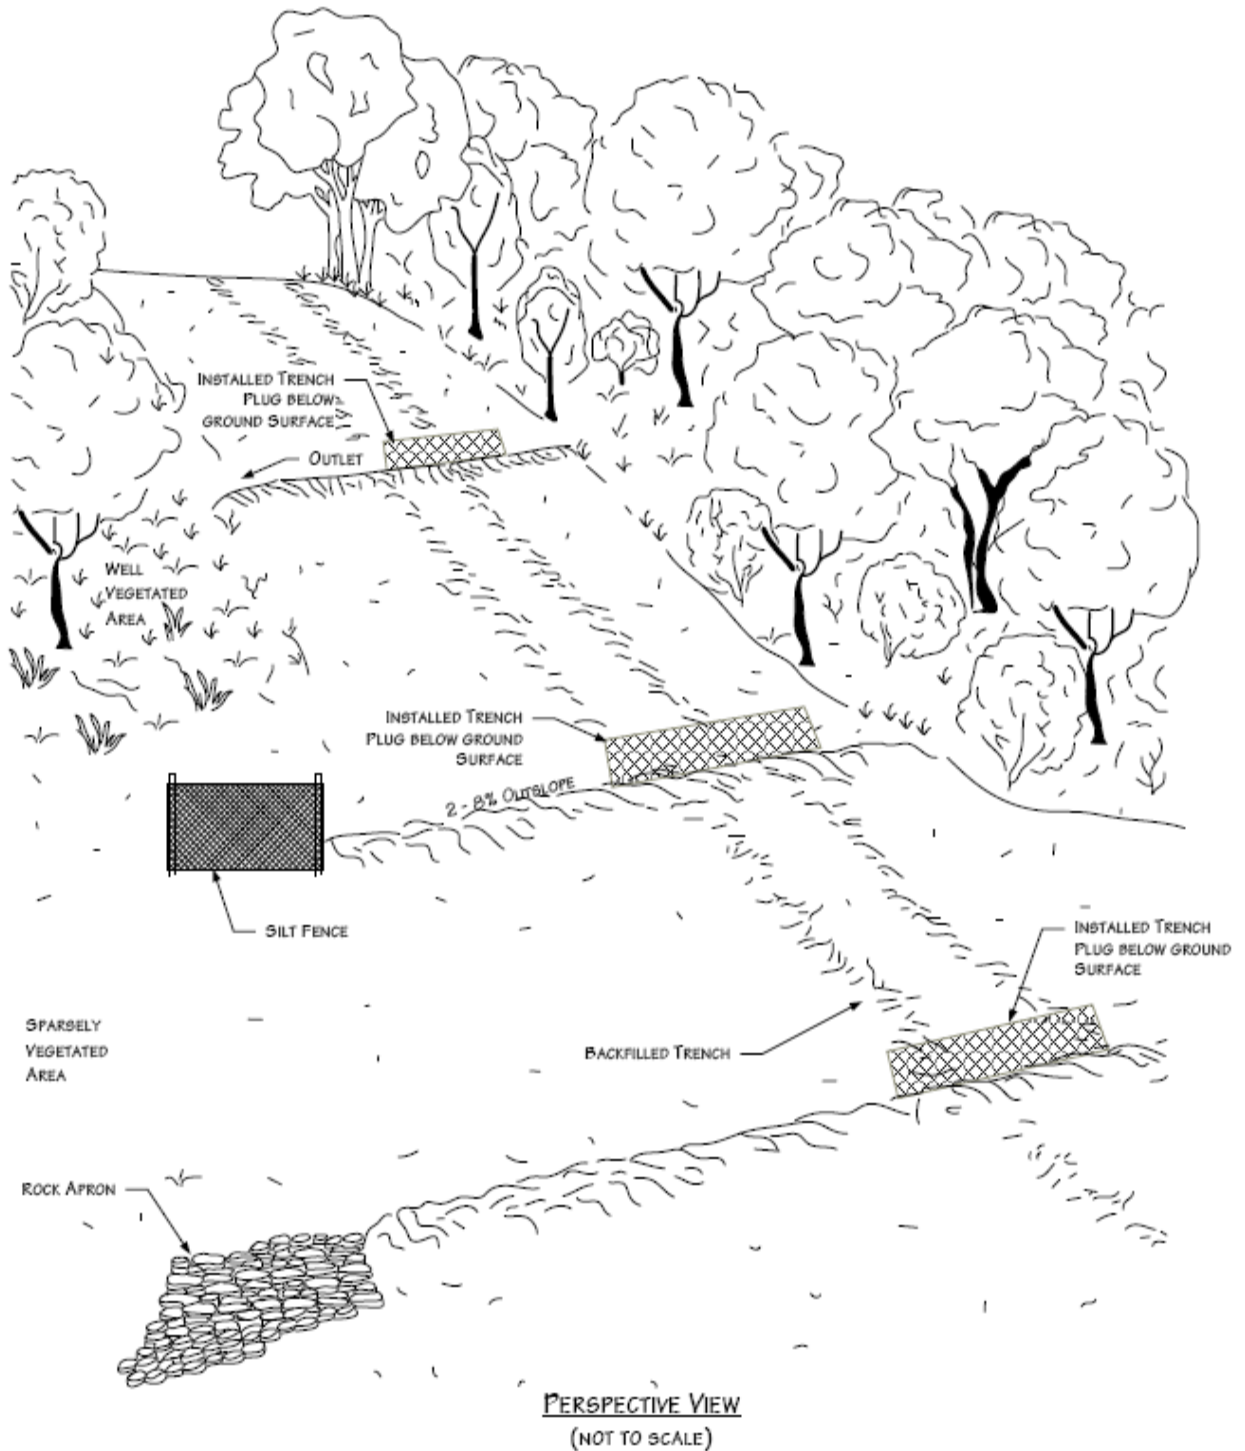 INSTALLED TRENCH
PLUG BELOW
GROUND SURFACE
OUTLET
WELL
VEGETATED
AREA
INSTALLED TRENCH
PLUG BELOW GROUND
SURFACE
2 - 8% OUTSLOPE
SILT FENCE
INSTALLED TRENCH
PLUG BELOW GROUND
SURFACE
SPARSELY
VEGETATED
AREA
BACKFILLED TRENCH
ROCK APRON
PERSPECTIVE VIEW
(NOT TO SCALE)